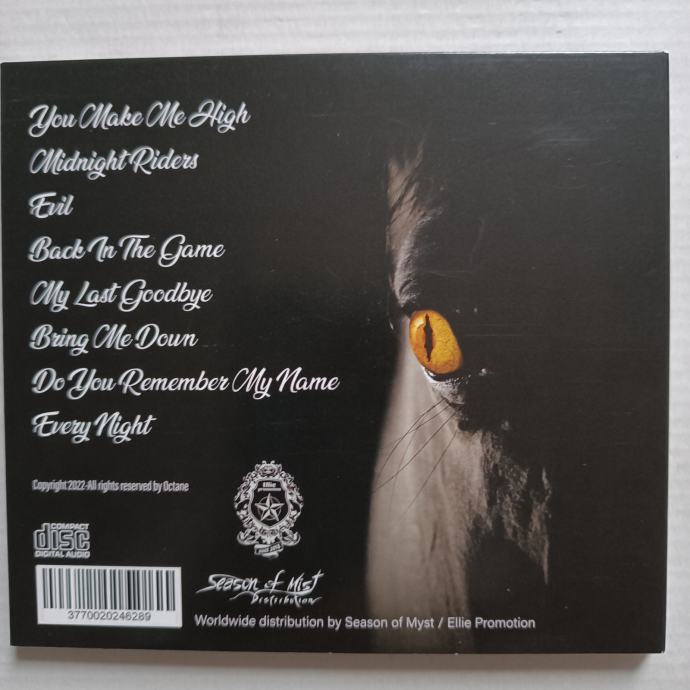 You Make Me High
Midnight Riders
Evil
Back In The Game
My Last Goodbye
Bring Me Down
Do You Remember My Name
Every Night
Copyright 2022-All rights reserved by Octane
Ellie
COMPACT
disc
DIGITAL AUDIO
3770020246289
Season of Mist
Distribution
Worldwide distribution by Season of Myst / Ellie Promotion